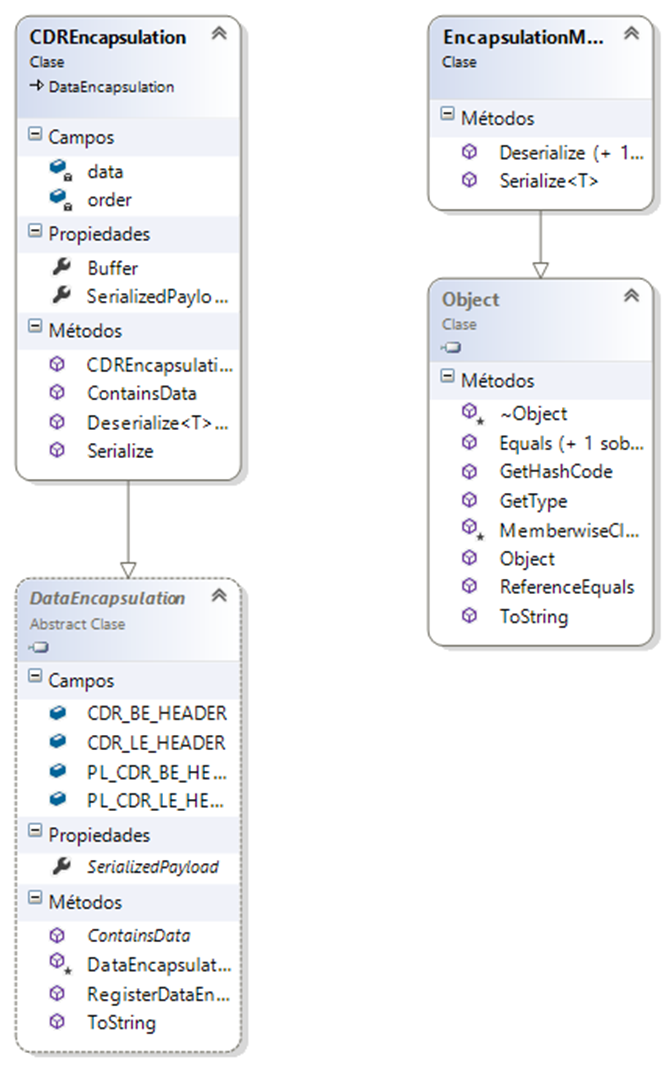 CDREncapsulation
Clase
DataEncapsulation
Campos
data
order
Propiedades
Buffer
SerializedPaylo...
Métodos
CDREncapsulati...
ContainsData
Deserialize<T>...
Serialize
DataEncapsulation
Abstract Clase
Campos
CDR_BE_HEADER
CDR_LE_HEADER
PL_CDR_BE_HE...
PL_CDR_LE_HE...
Propiedades
SerializedPayload
Métodos
ContainsData
DataEncapsulat...
RegisterDataEn...
ToString
EncapsulationM...
Clase
Métodos
Deserialize (+ 1...
Serialize<T>
Object
Clase
Métodos
~Object
Equals (+ 1 sob...
GetHashCode
GetType
MemberwiseCl...
Object
ReferenceEquals
ToString